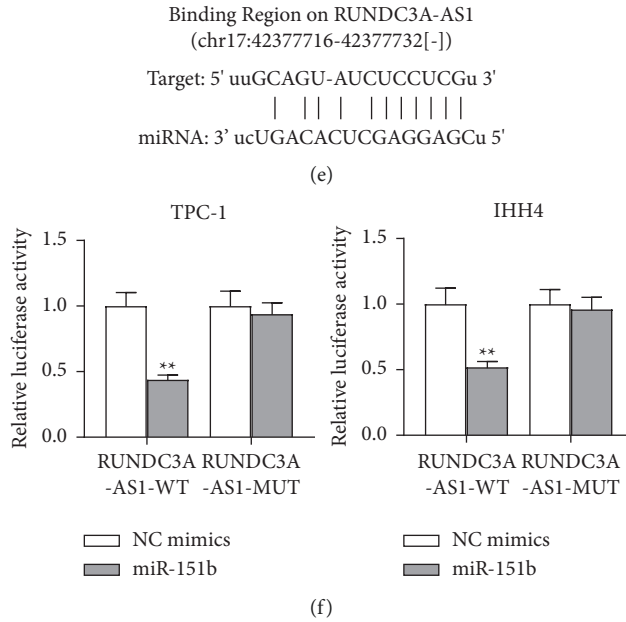 Binding Region on RUNDC3A-AS1
(chr17:42377716-42377732[-])
Target: 5' uuGCAGU-AUCUCCUCGu 3'
miRNA: 3' ucUGACACUCGAGGAGCu 5'
(e)
TPC-1
Relative luciferase activity
1.5
1.0
0.5
0.0
**
RUNDC3A
-AS1-WT
RUNDC3A
-AS1-MUT
NC mimics
miR-151b
IHH4
Relative luciferase activity
1.5
1.0
0.5
0.0
**
RUNDC3A
-AS1-WT
RUNDC3A
-AS1-MUT
NC mimics
miR-151b
(f)